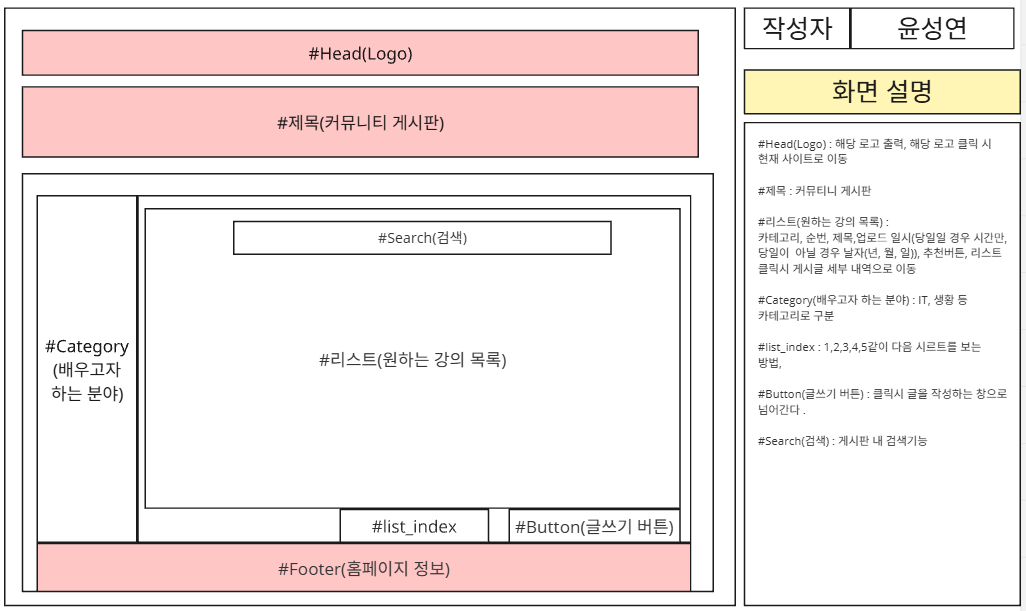 #Head(Logo)
#제목(커뮤니티 게시판)
#Search(검색)
#Category
(배우고자
하는 분야)
#리스트(원하는 강의 목록)
#list_index
#Button(글쓰기 버튼)
#Footer(홈페이지 정보)
작성자
윤성연
화면 설명
#Head(Logo) : 해당 로고 출력, 해당 로고 클릭 시
현재 사이트로 이동
#제목 : 커뮤티니 게시판
#리스트(원하는 강의 목록) :
카테고리, 순번, 제목,업로드 일시(당일일 경우 시간만,
당일이 아닐 경우 날자(년, 월, 일)), 추천버튼, 리스트
클릭시 게시글 세부 내역으로 이동
#Category(배우고자 하는 분야) : IT, 생황 등
카테고리로 구분
#list_index : 1,2,3,4,5같이 다음 시르트를 보는
방법,
#Button(글쓰기 버튼) : 클릭시 글을 작성하는 창으로
넘어간다 .
#Search(검색) : 게시판 내 검색기능